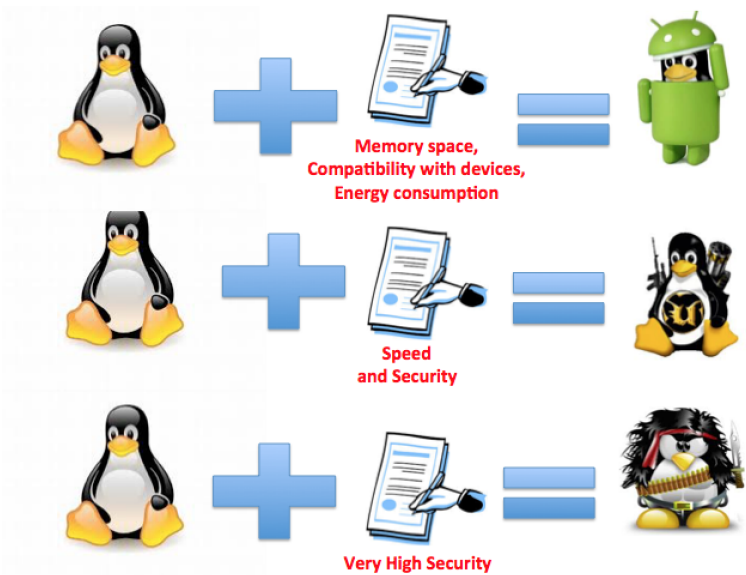 Memory space,
Compatibility with devices,
Energy consumption
Speed
and Security
Very High Security